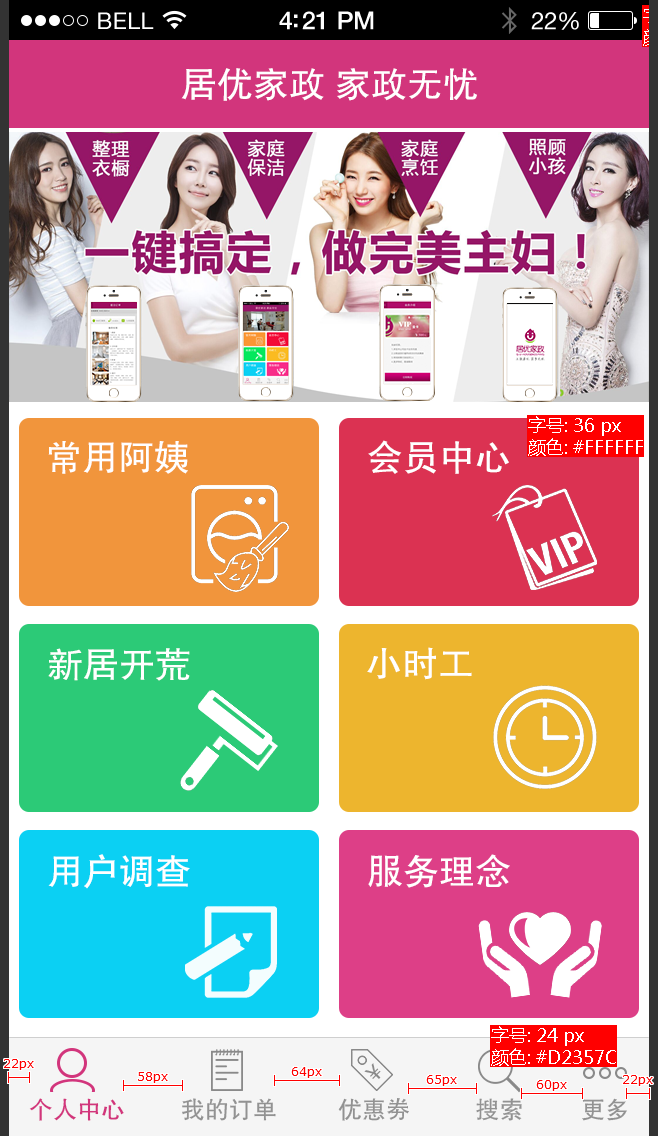 BELL 4:21 PM 22%
居优家政 家政无忧
整理
衣橱
家庭
保洁
家庭
烹饪
照顾
小孩
一键搞定，做完美主妇！
VIP
居优家政
字号: 36 px
颜色: #FFFFFF
常用阿姨
会员中心
VIP
新居开荒
小时工
用户调查
服务理念
字号: 24 px
颜色: #D2357C
22px
58px
64px
65px
60px
22px
个人中心
我的订单
优惠券
搜索
更多